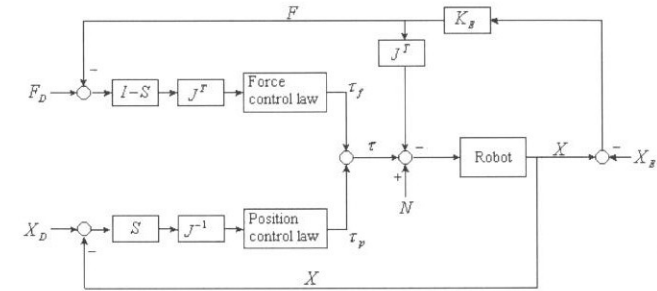 F
K_E
J^T
F_D
−
I−S
J^T
Force
control law
τ_f
τ
−
+
N
Robot
X
−
X_E
X_D
−
S
J^{-1}
Position
control law
τ_p
X